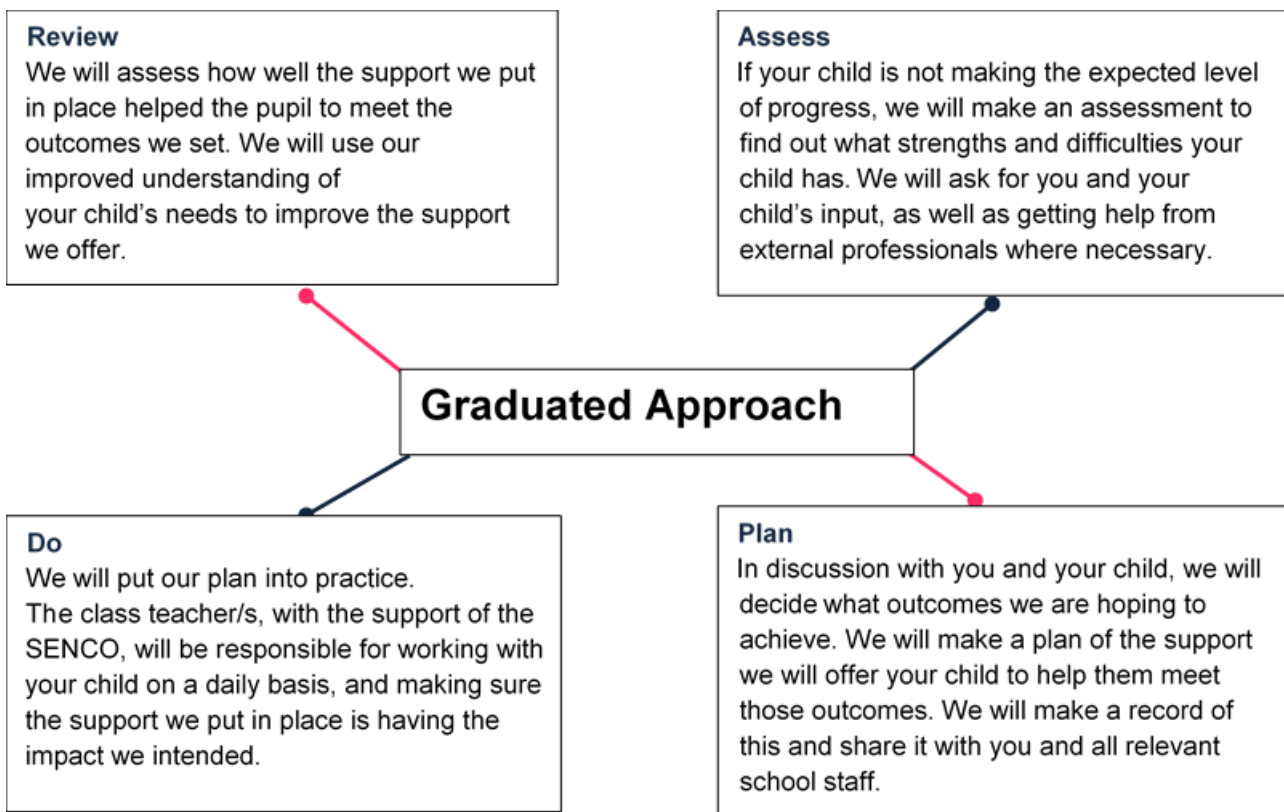 Review
We will assess how well the support we put
in place helped the pupil to meet the
outcomes we set. We will use our
improved understanding of
your child's needs to improve the support
we offer.
Assess
If your child is not making the expected level
of progress, we will make an assessment to
find out what strengths and difficulties your
child has. We will ask for you and your
child's input, as well as getting help from
external professionals where necessary.
Graduated Approach
Do
We will put our plan into practice.
The class teacher/s, with the support of the
SENCO, will be responsible for working with
your child on a daily basis, and making sure
the support we put in place is having the
impact we intended.
Plan
In discussion with you and your child, we will
decide what outcomes we are hoping to
achieve. We will make a plan of the support
we will offer your child to help them meet
those outcomes. We will make a record of
this and share it with you and all relevant
school staff.